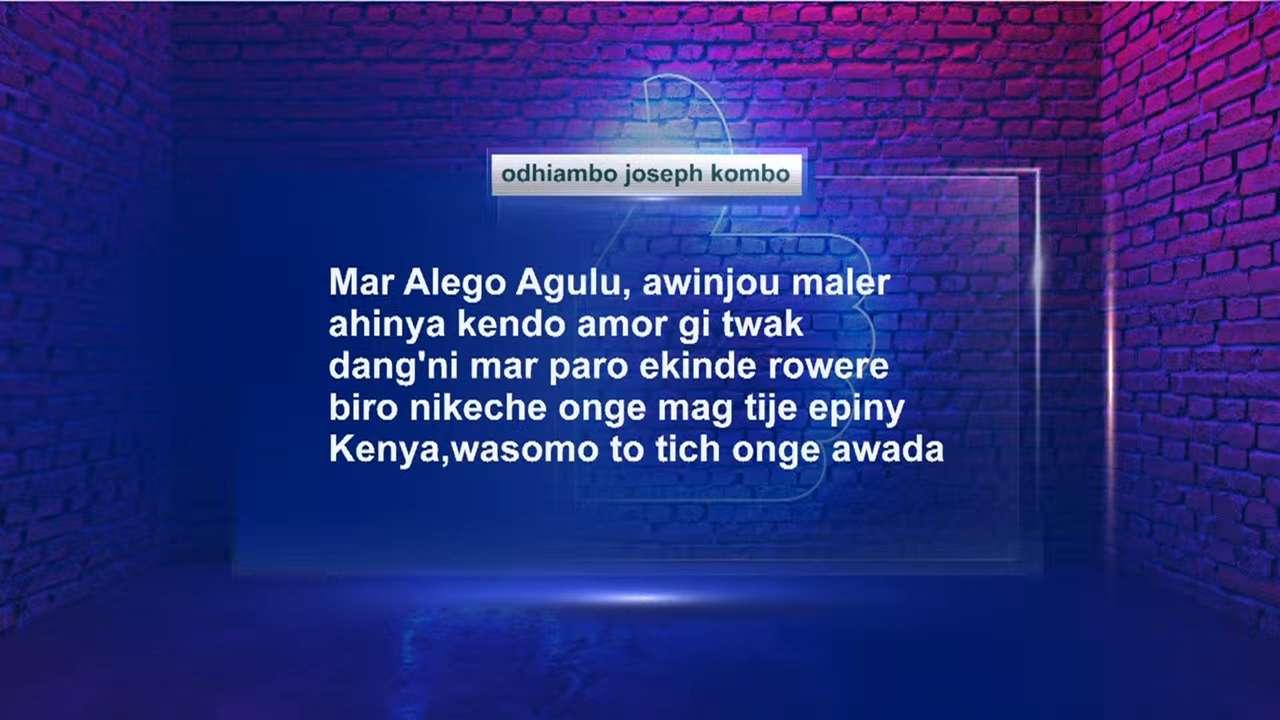 odhiambo joseph kombo
Mar Alego Agulu, awinjou maler
ahinya kendo amor gi twak
dang'ni mar paro ekinde rowere
biro nikeche onge mag tije epiny
Kenya,wasomo to tich onge awada